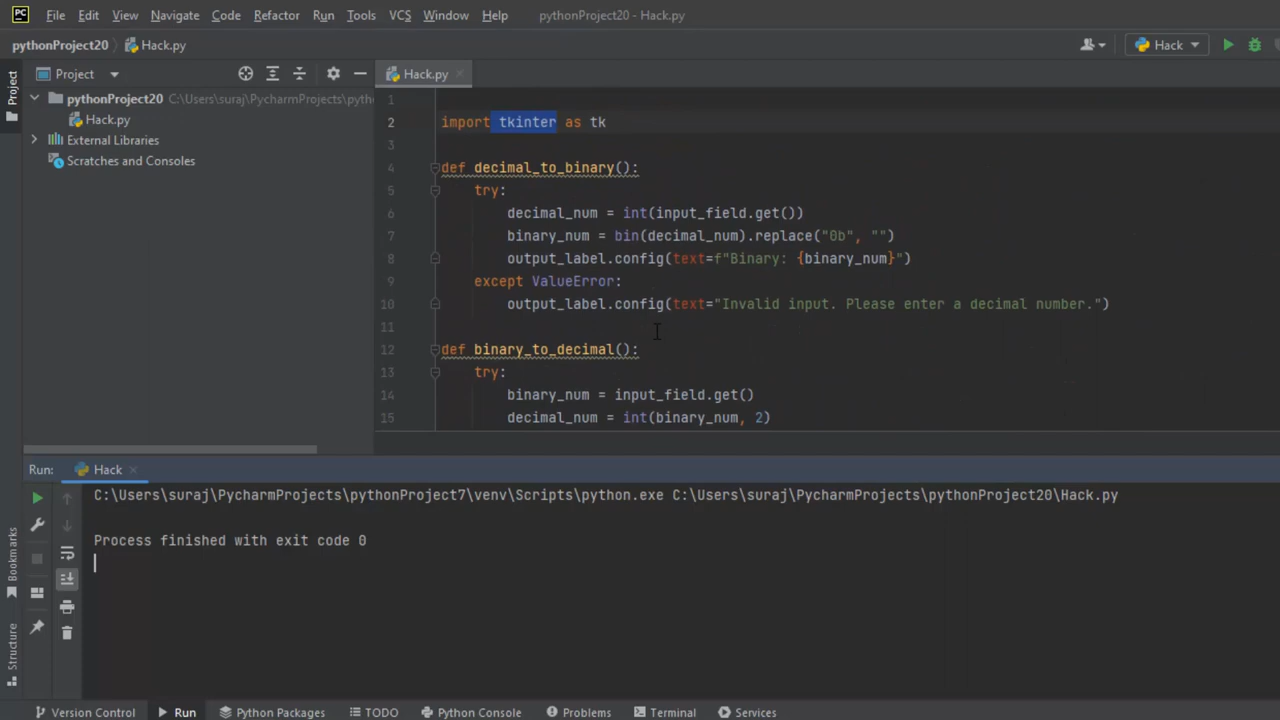 PC File Edit View Navigate Code Refactor Run Tools VCS Window Help pythonProject20 - Hack.py
pythonProject20 Hack.py Hack
Project Project Hack.py
pythonProject20 C:\Users\suraj\PycharmProjects\pyth
Hack.py
External Libraries
Scratches and Consoles
1
2 import tkinter as tk
3
4 def decimal_to_binary():
5 try:
6 decimal_num = int(input_field.get())
7 binary_num = bin(decimal_num).replace("0b", "")
8 output_label.config(text=f"Binary: {binary_num}")
9 except ValueError:
10 output_label.config(text="Invalid input. Please enter a decimal number.")
11
12 def binary_to_decimal():
13 try:
14 binary_num = input_field.get()
15 decimal_num = int(binary_num, 2)
Run: Hack
C:\Users\suraj\PycharmProjects\pythonProject7\venv\Scripts\python.exe C:\Users\suraj\PycharmProjects\pythonProject20\Hack.py
Process finished with exit code 0
Bookmarks
Structure
Version Control Run Python Packages TODO Python Console Problems Terminal Services